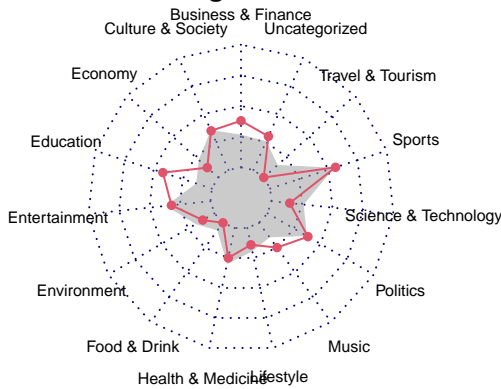 Business & Finance
Culture & Society
Uncategorized
Economy
Travel & Tourism
Education
Sports
Entertainment
Science & Technology
Environment
Politics
Food & Drink
Music
Health & Medicine
Lifestyle